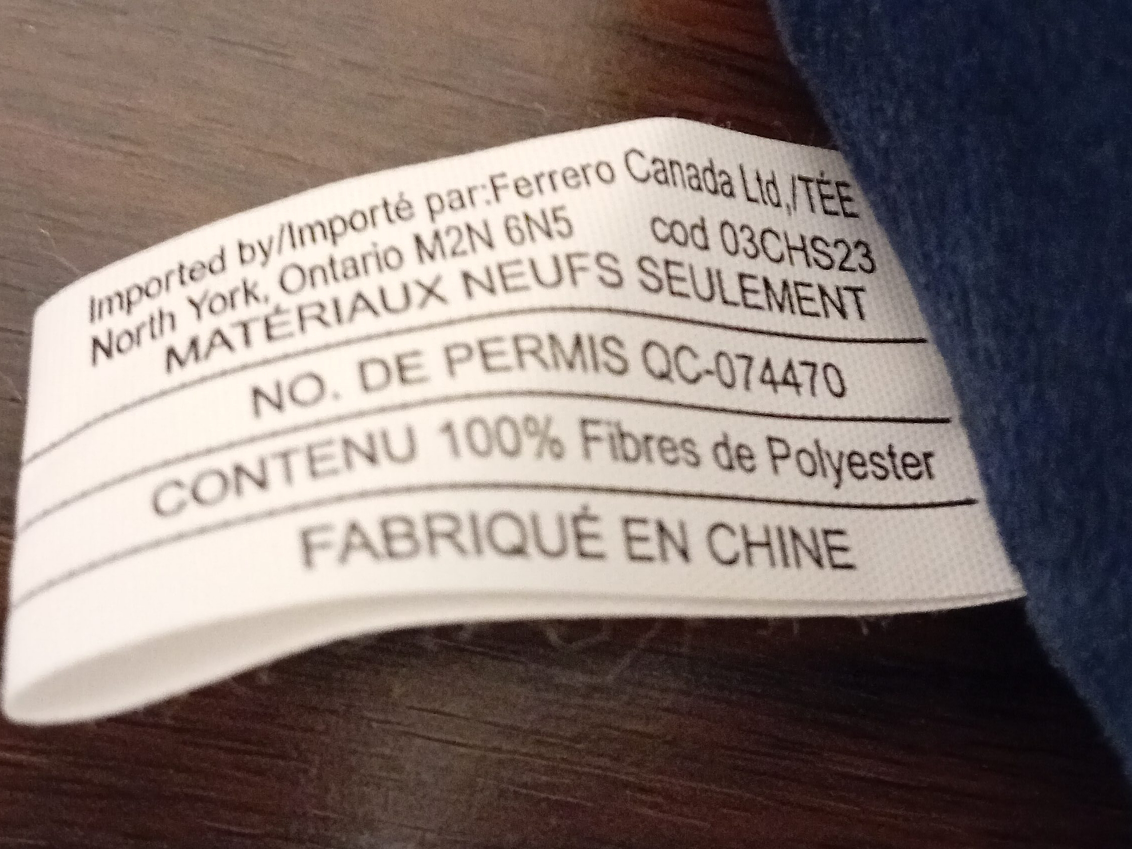 Imported by/Importé par:Ferrero Canada Ltd,/TÉE
North York, Ontario M2N 6N5 cod 03CHS23
MATÉRIAUX NEUFS SEULEMENT
NO. DE PERMIS QC-074470
CONTENU 100% Fibres de Polyester
FABRIQUÉ EN CHINE